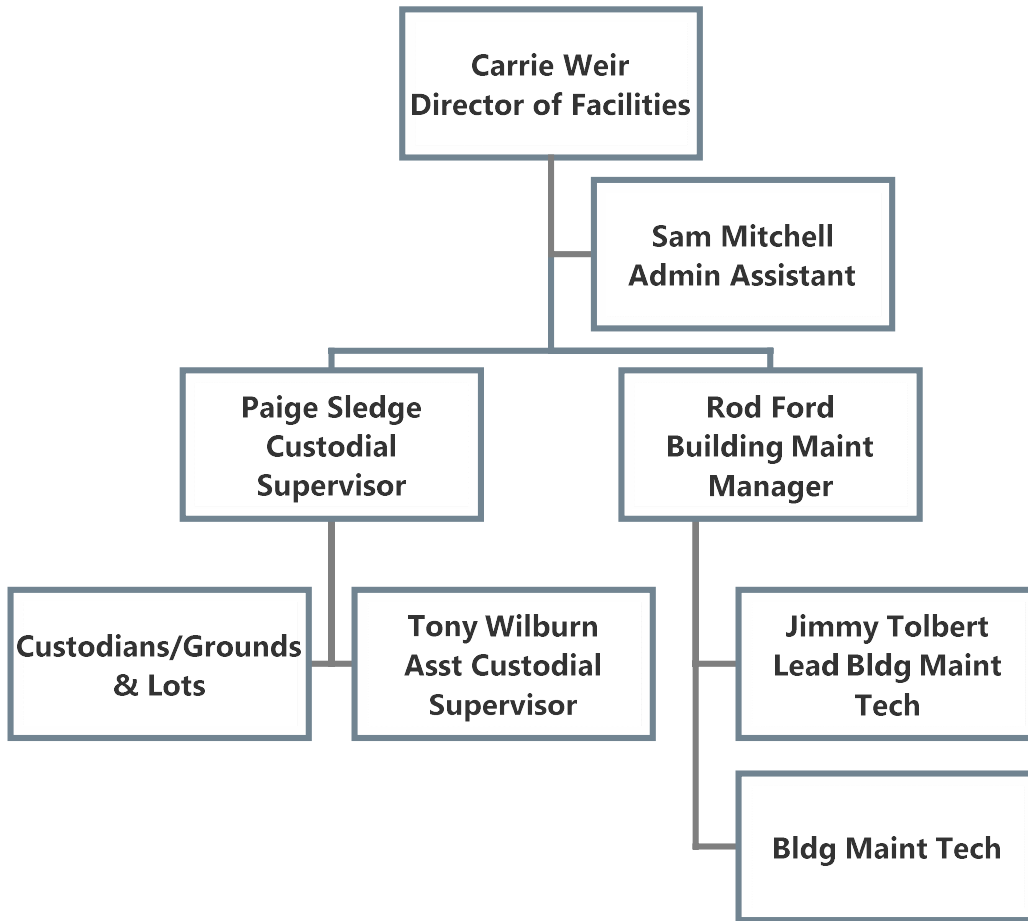 Carrie Weir
Director of Facilities
Sam Mitchell
Admin Assistant
Paige Sledge
Custodial
Supervisor
Rod Ford
Building Maint
Manager
Custodians/Grounds
& Lots
Tony Wilburn
Asst Custodial
Supervisor
Jimmy Tolbert
Lead Bldg Maint
Tech
Bldg Maint Tech